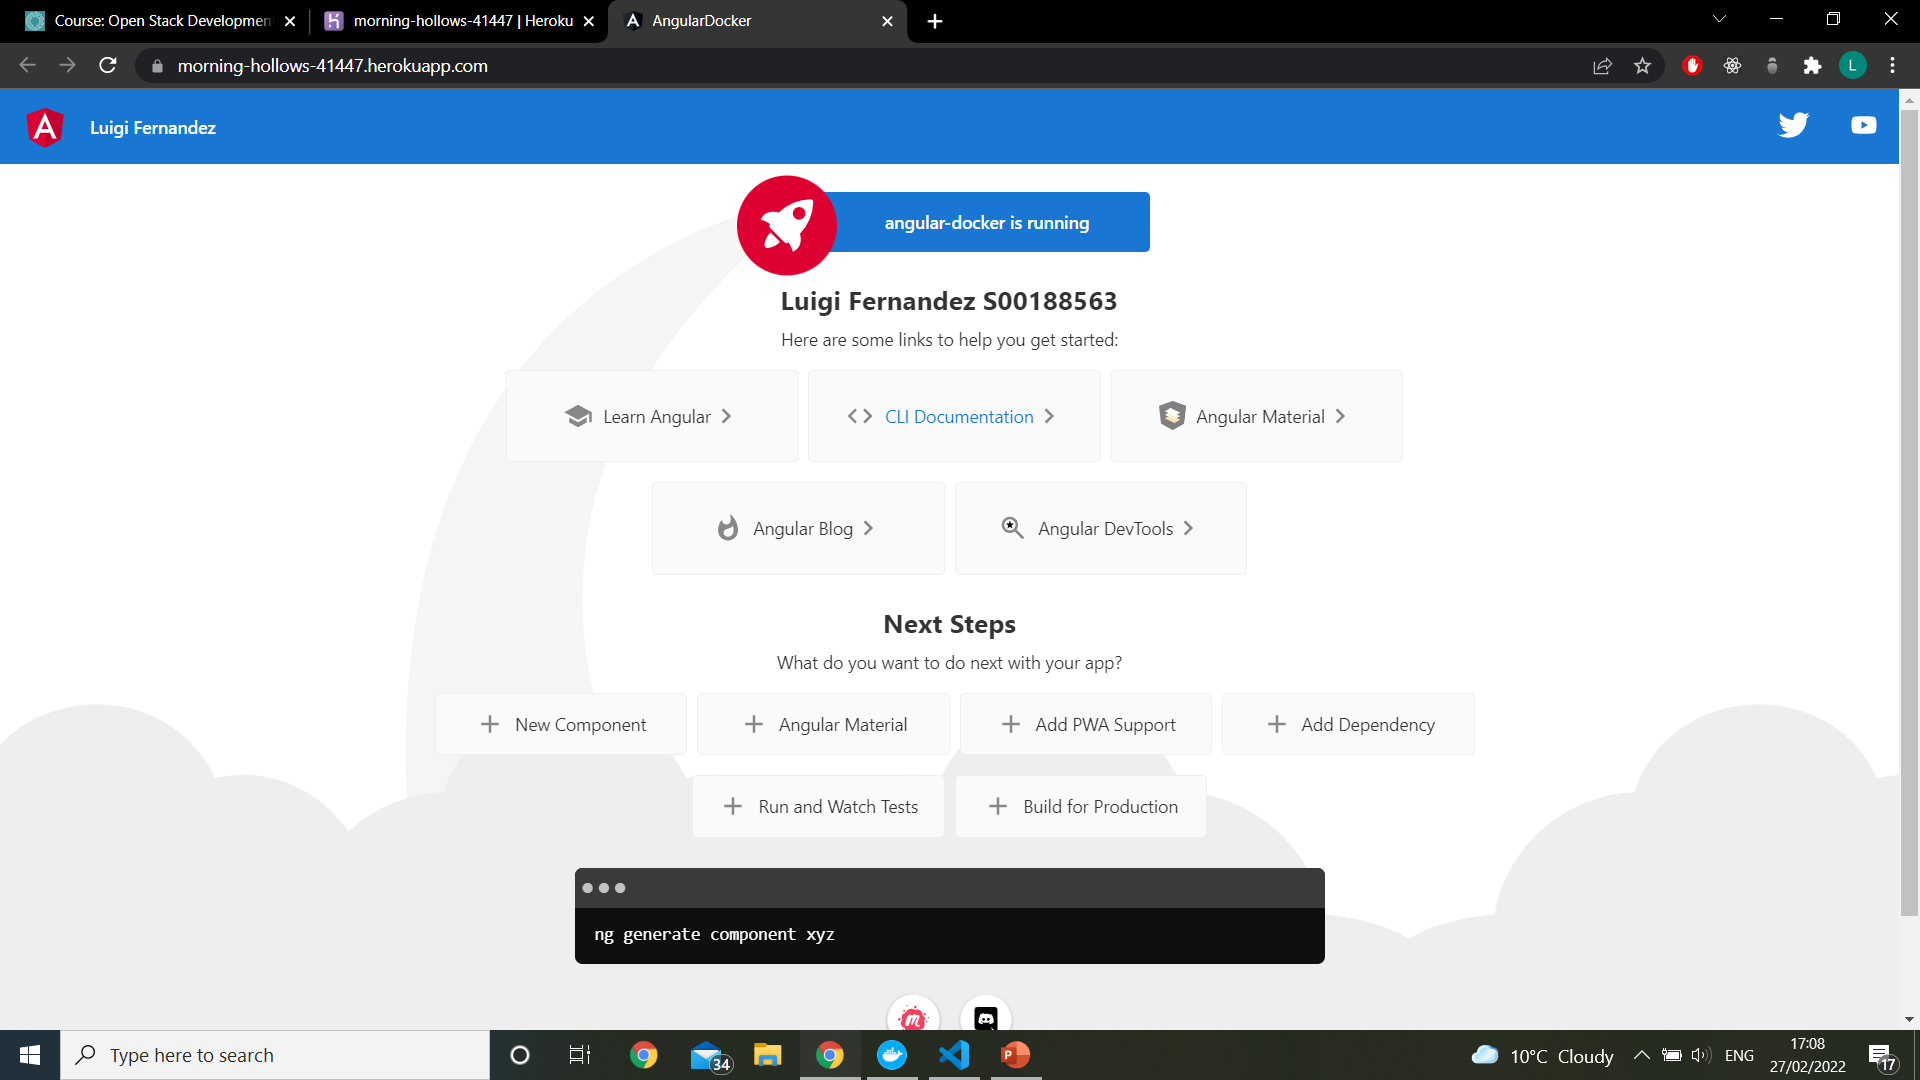 Course: Open Stack Developmen
morning-hollows-41447 | Heroku
AngularDocker
morning-hollows-41447.herokuapp.com
L
Luigi Fernandez
angular-docker is running
Luigi Fernandez S00188563
Here are some links to help you get started:
Learn Angular
CLI Documentation
Angular Material
Angular Blog
Angular DevTools
Next Steps
What do you want to do next with your app?
New Component
Angular Material
Add PWA Support
Add Dependency
Run and Watch Tests
Build for Production
ng generate component xyz
Type here to search
34
10°C Cloudy
ENG
17:08
27/02/2022
17